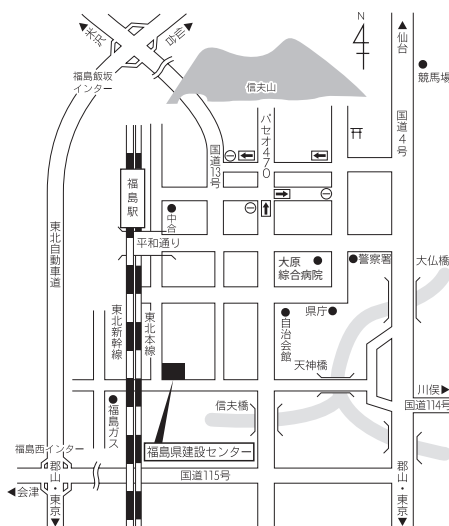 N
米沢
仙台
仙台
福島飯坂
インター
信夫山
競馬場
国道4号
パセオ470
国道13号
福島駅
中合
平和通り
東北自動車道
大原
綜合病院
警察署
大仏橋
東北新幹線
東北本線
自治会館
県庁
天神橋
川俣
国道114号
福島ガス
信夫橋
福島西インター
福島県建設センター
国道115号
会津
郡山・東京
郡山・東京